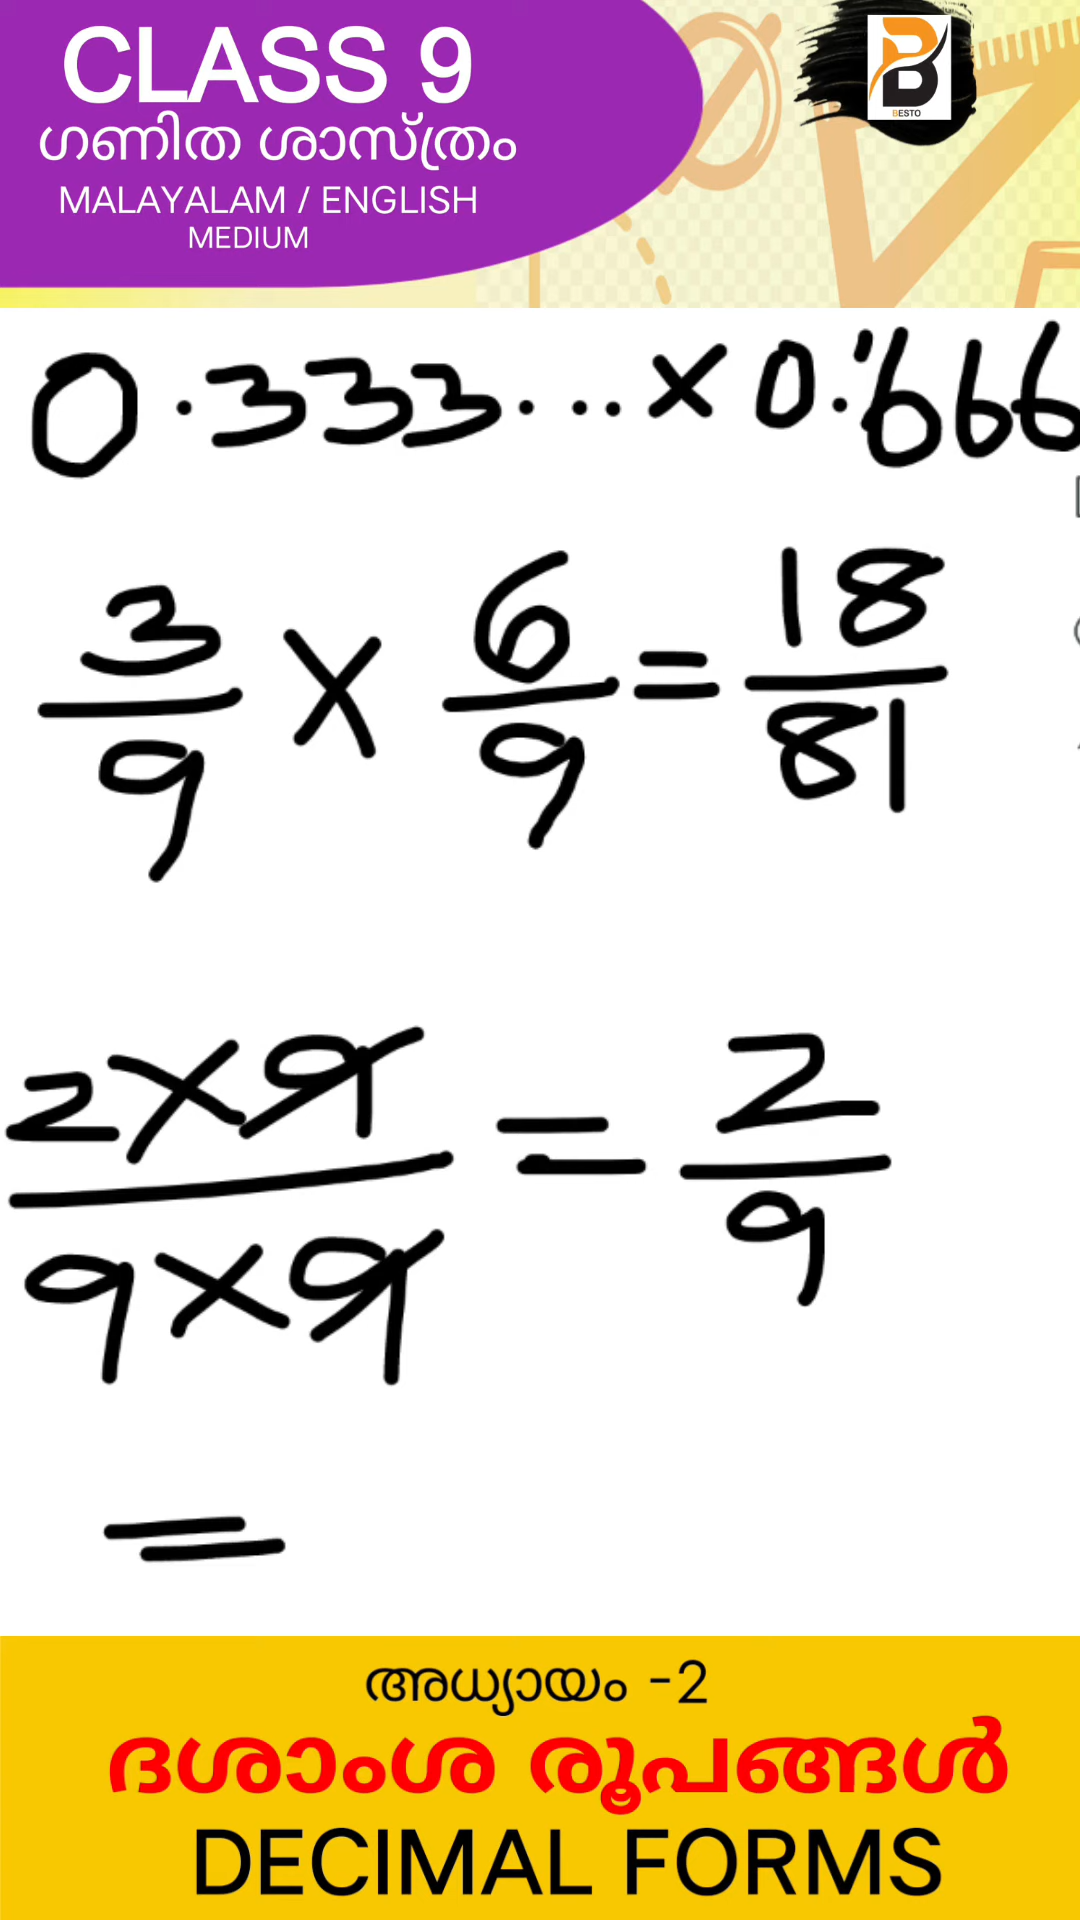 CLASS 9
ഗണിത ശാസ്ത്രം
MALAYALAM / ENGLISH
MEDIUM
B
BESTO
0.333... × 0.666
3/9 × 6/9 = 18/81
2×9/9×9 = 2/9
=
അധ്യായം -2
ദശാംശ രൂപങ്ങൾ
DECIMAL FORMS